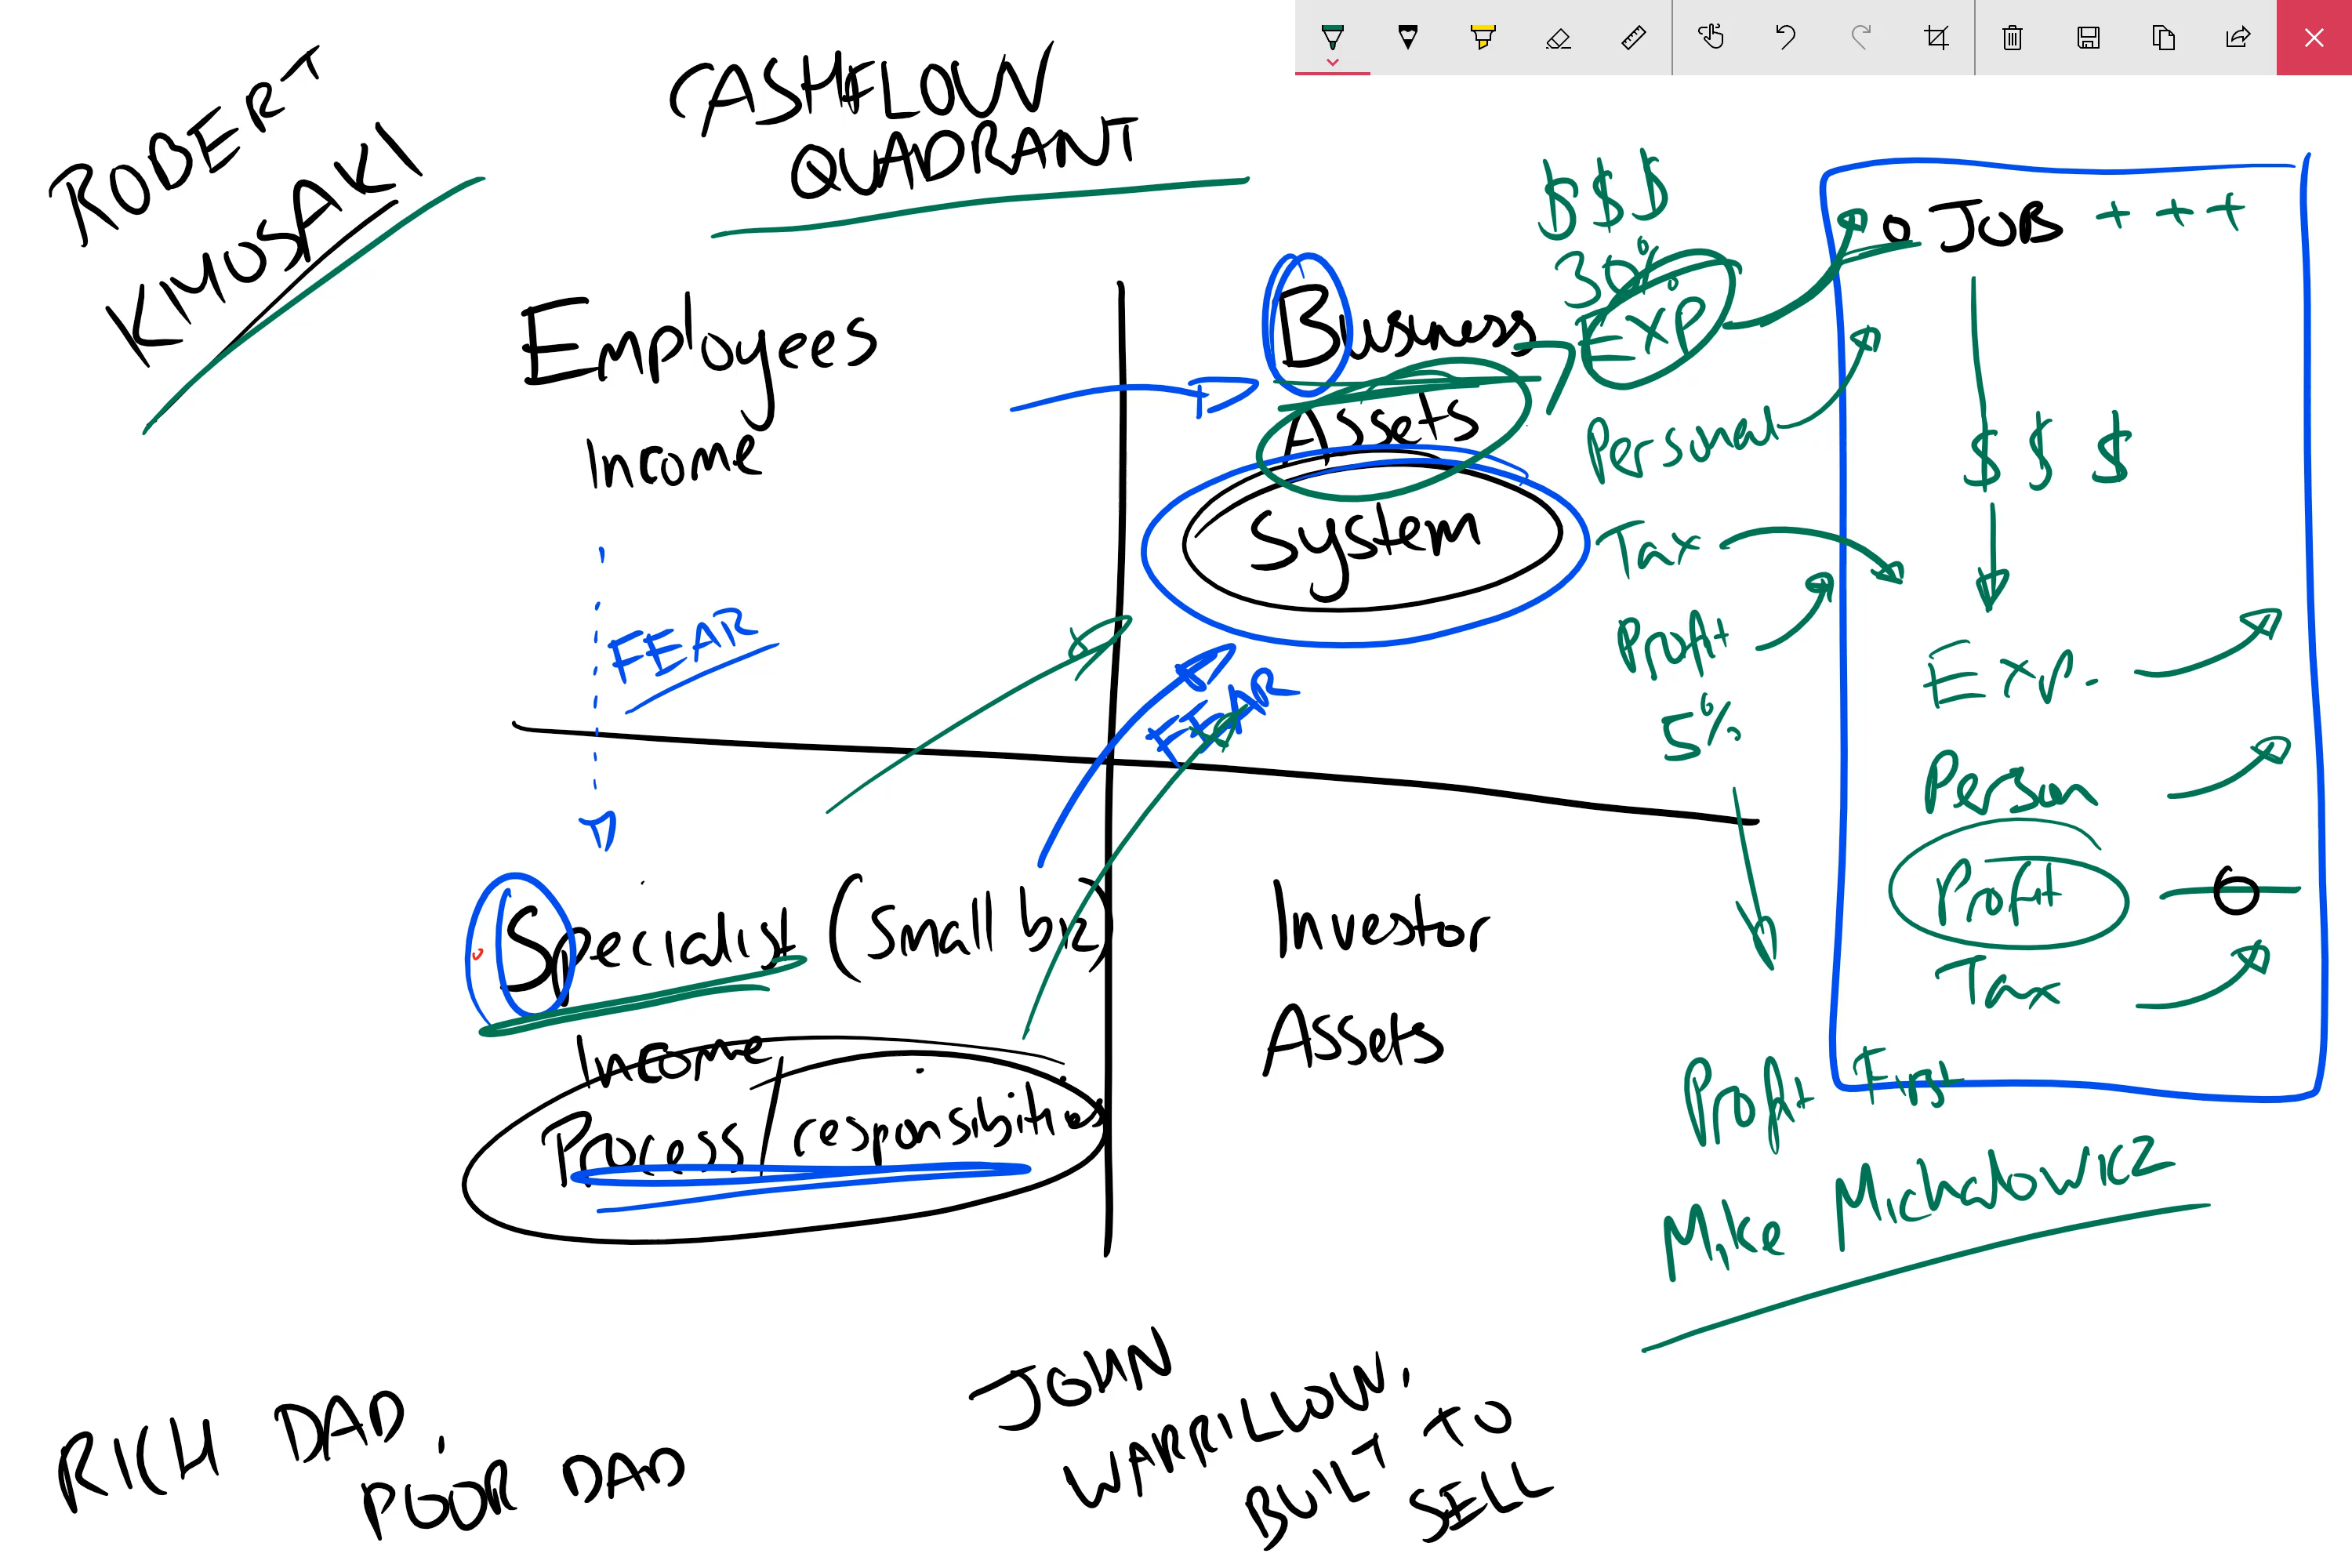 ROBERT
KIYUOSAKI
CASHFLOW
QUADRANT
Employees
Income
FEAR
Business
Assets
System
FEAR
$ $ $
30%
EXP
Personal
Tax
Profit
5%
JOB + + +
$ $ $
Exp.
Person
Profit
Tax
Specialist (Small biz)
Income
Process/responsibilities
Investor
Assets
Profit First
Mike Michalowicz
RICH DAD,
POOR DAD
JOHN
WARRILLOW.
BUILT TO
SELL